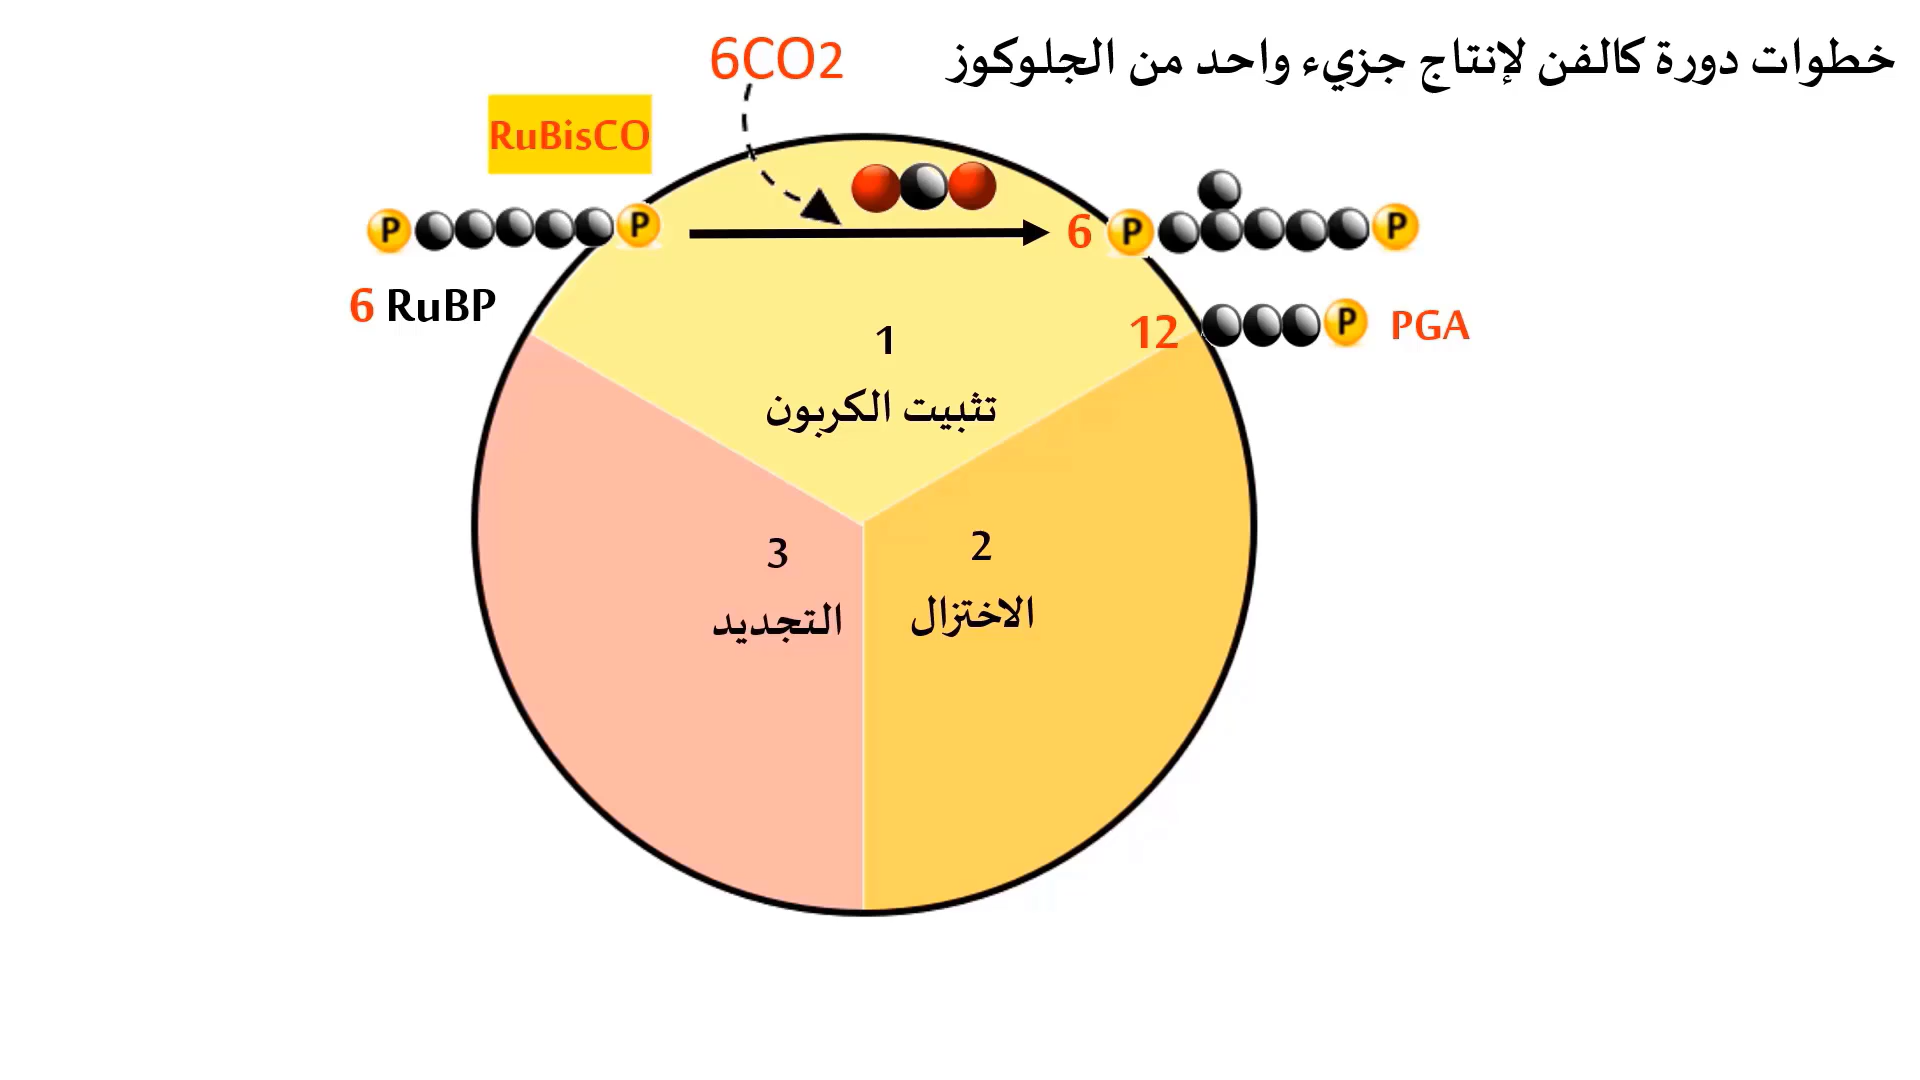 خطوات دورة كالفن لإنتاج جزيء واحد من الجلوكوز
6CO2
RuBisCO
P P
6 P P
6 RuBP
12 P PGA
1
تثبيت الكربون
2
الاختزال
3
التجديد